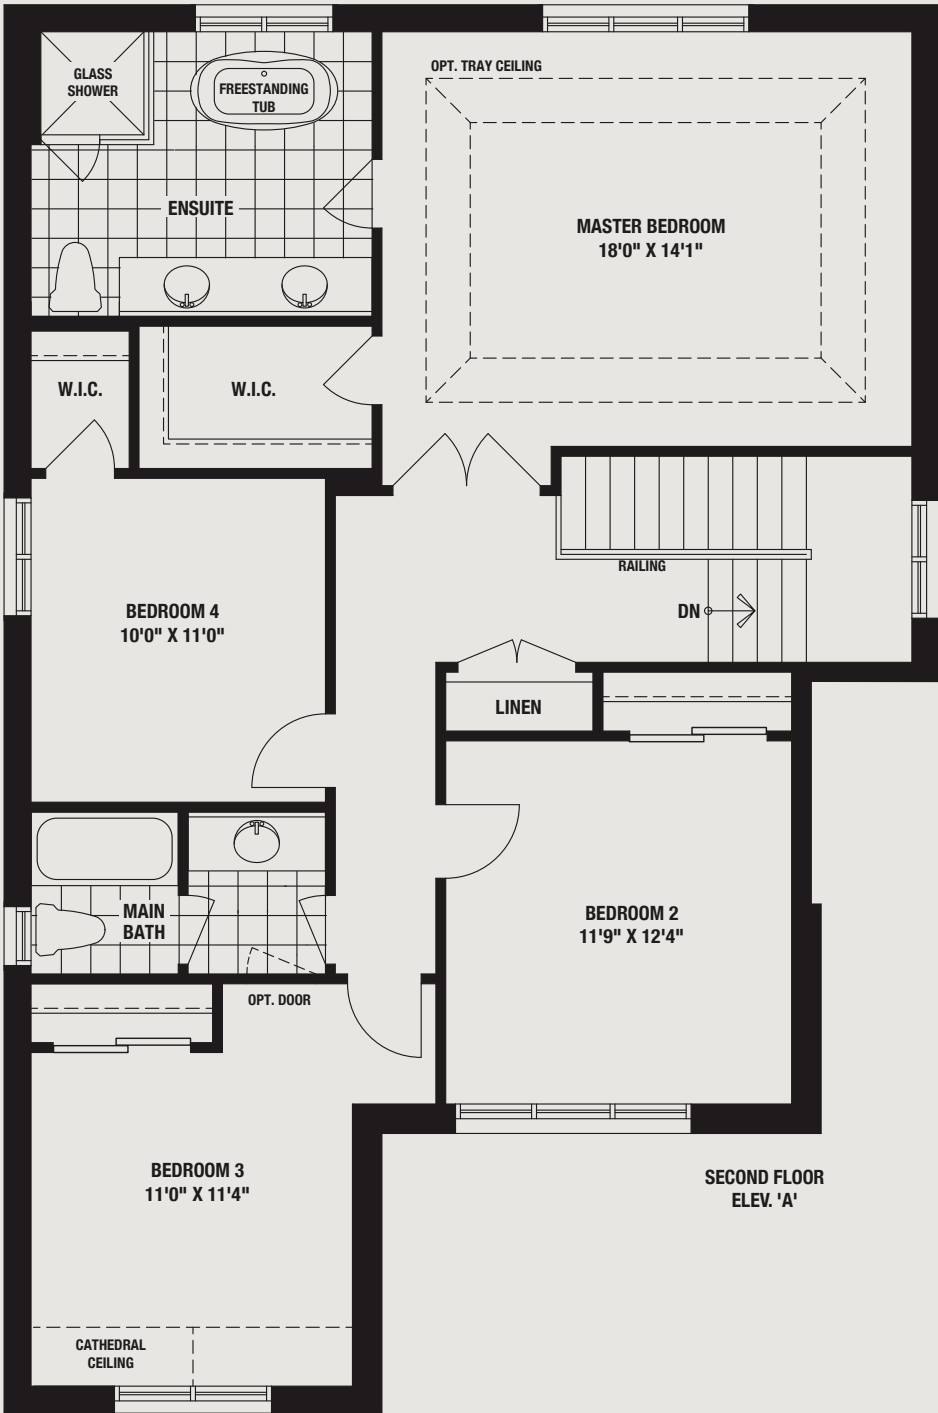 GLASS
SHOWER
FREESTANDING
TUB
OPT. TRAY CEILING
ENSUITE
MASTER BEDROOM
18'0" X 14'1"
W.I.C.
W.I.C.
RAILING
DN
BEDROOM 4
10'0" X 11'0"
LINEN
MAIN
BATH
BEDROOM 2
11'9" X 12'4"
OPT. DOOR
BEDROOM 3
11'0" X 11'4"
SECOND FLOOR
ELEV. 'A'
CATHEDRAL
CEILING